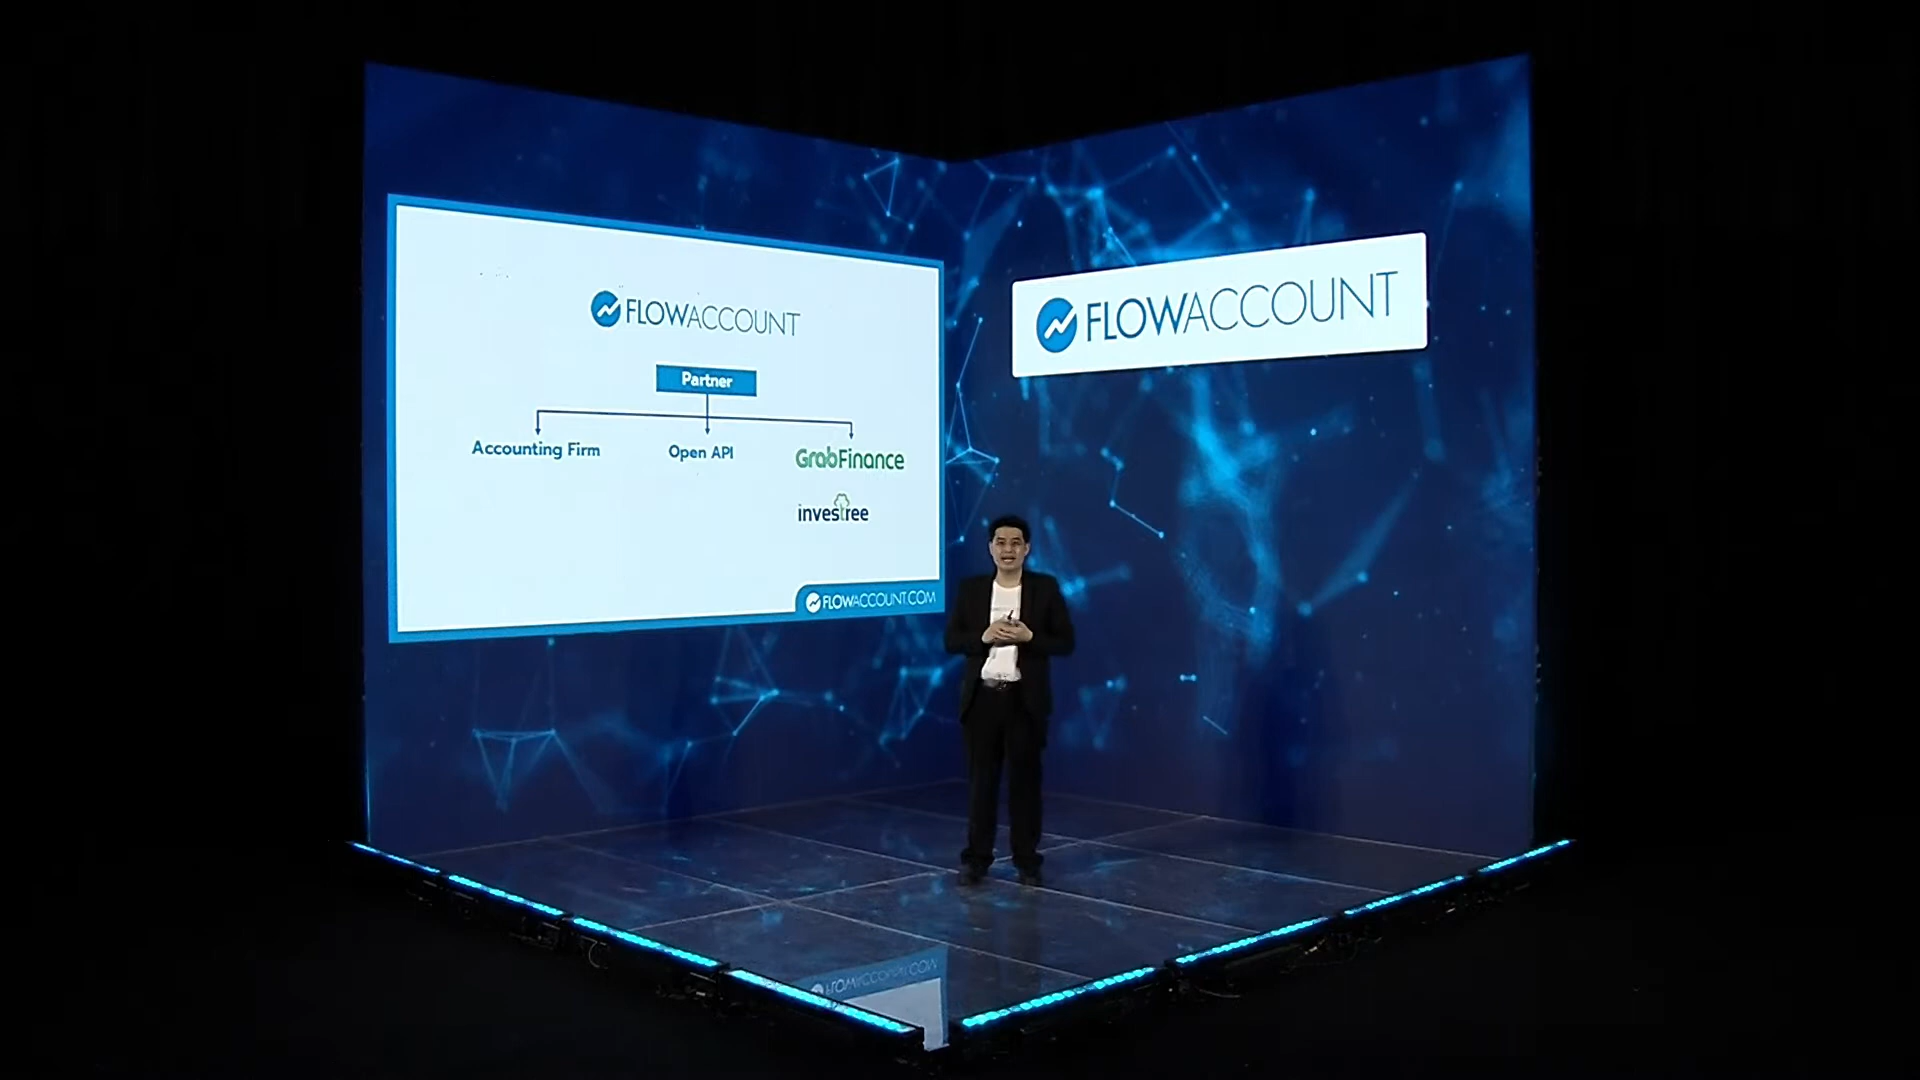 FLOWACCOUNT
Partner
Accounting Firm
Open API
GrabFinance
investree
FLOWACCOUNT.COM
FLOWACCOUNT